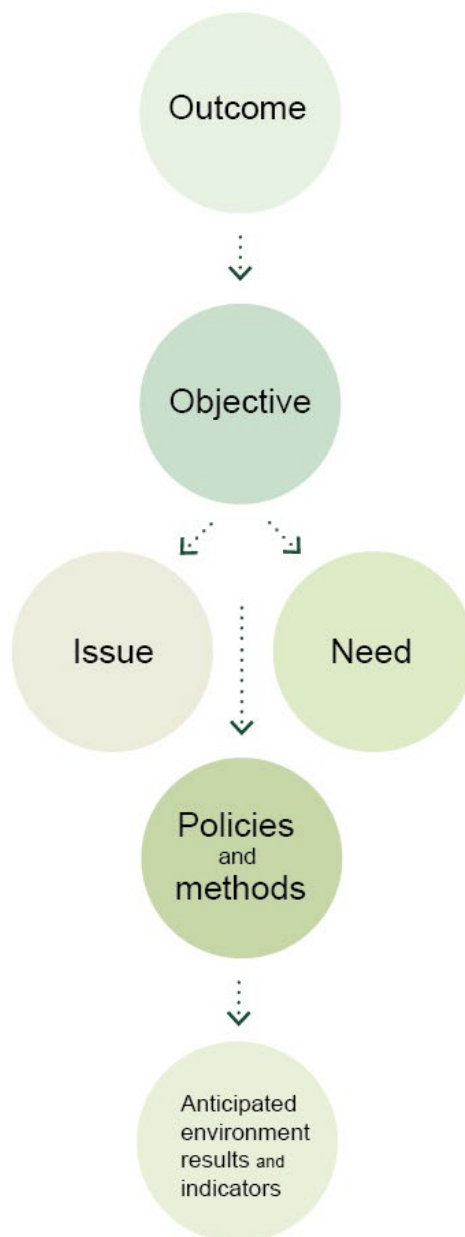 Outcome
Objective
Issue
Need
Policies
and
methods
Anticipated
environment
results and
indicators